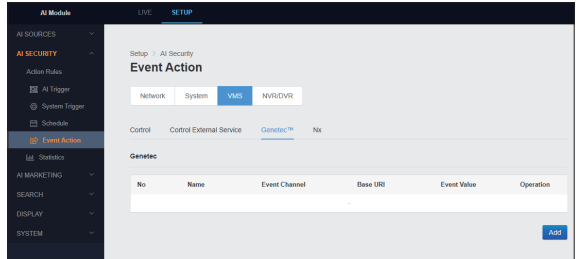 AI Module
LIVE
SETUP
AI SOURCES
AI SECURITY
Action Rules
AI Trigger
System Trigger
Schedule
Event Action
Statistics
AI MARKETING
SEARCH
DISPLAY
SYSTEM
Setup > AI Security
Event Action
Network System VMS NVR/DVR
Control Control External Service Genetec™ Nx
Genetec
No Name Event Channel Base URI Event Value Operation
-
Add